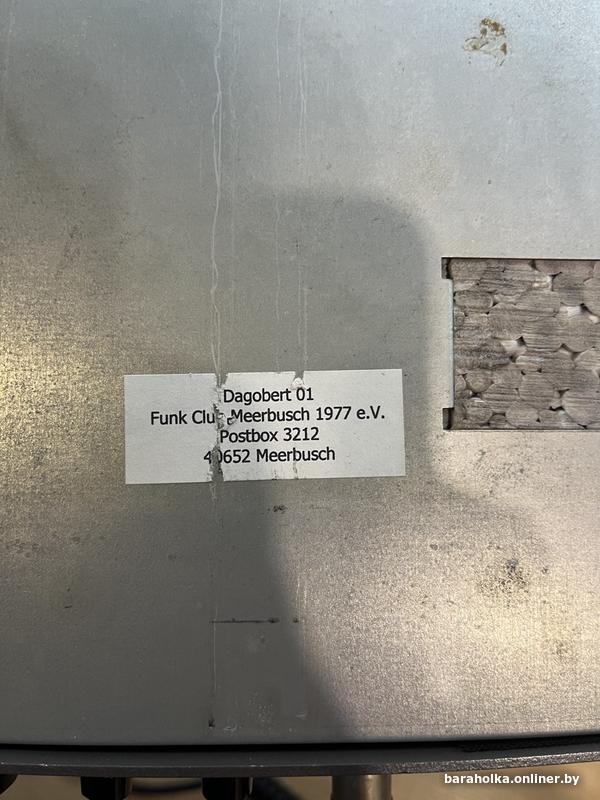 Dagobert 01
Funk Club Meerbusch 1977 e.V.
Postbox 3212
40652 Meerbusch
baraholka.onliner.by